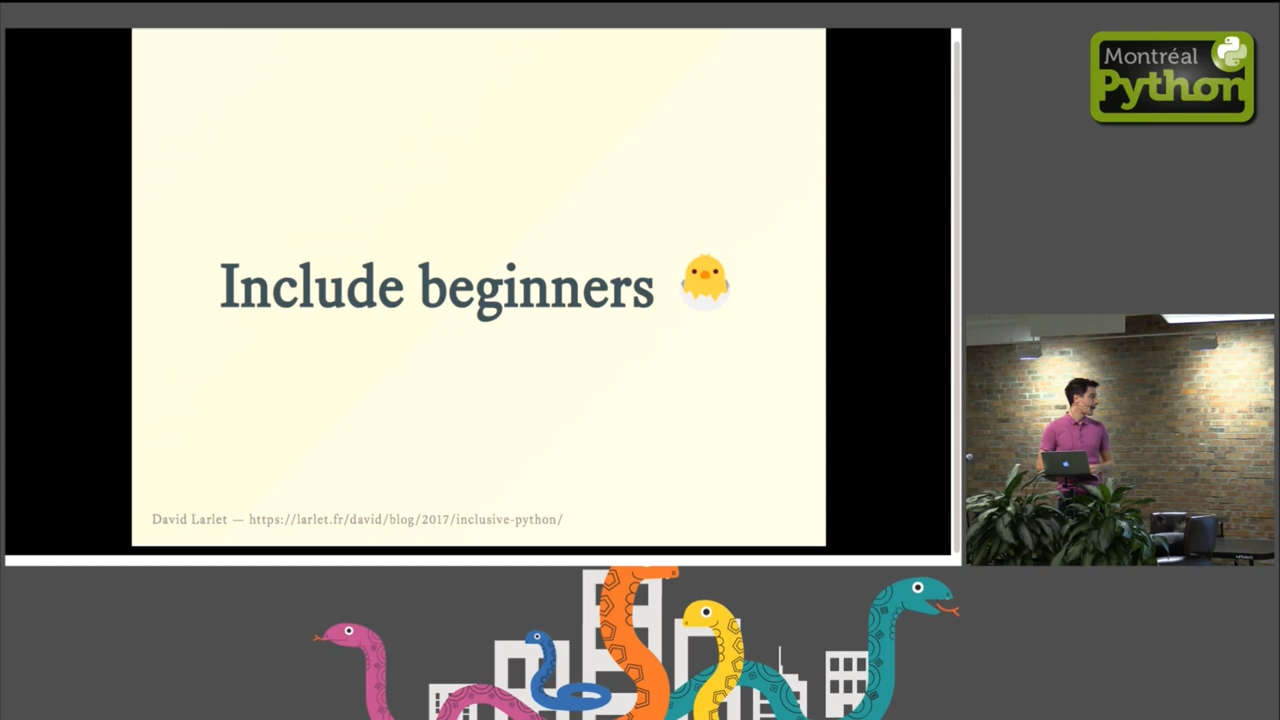 Include beginners
David Larlet — https://larlet.fr/david/blog/2017/inclusive-python/
Montréal
Python